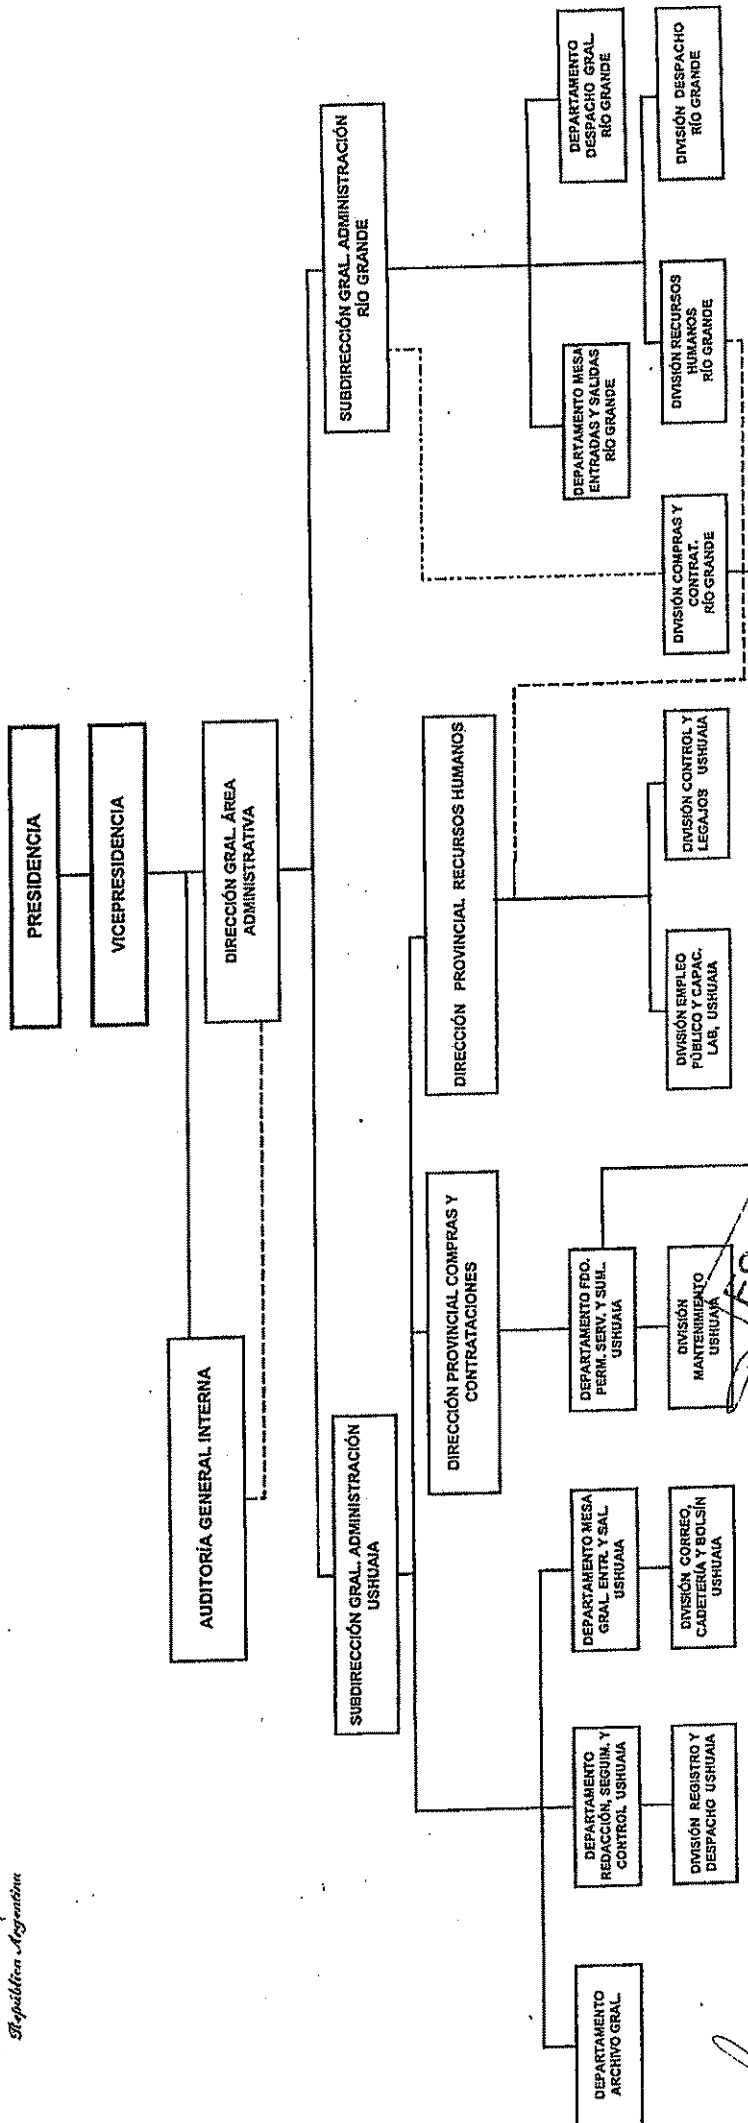 República Argentina
PRESIDENCIA
VICEPRESIDENCIA
AUDITORÍA GENERAL INTERNA
DIRECCIÓN GRAL. ÁREA
ADMINISTRATIVA
SUBDIRECCIÓN GRAL. ADMINISTRACIÓN
USHUAIA
SUBDIRECCIÓN GRAL. ADMINISTRACIÓN
RÍO GRANDE
DIRECCIÓN PROVINCIAL COMPRAS Y
CONTRATACIONES
DIRECCIÓN PROVINCIAL RECURSOS HUMANOS
DEPARTAMENTO
ARCHIVO GRAL.
DEPARTAMENTO
REDACCIÓN, SEGUIM. Y
CONTROL USHUAIA
DEPARTAMENTO MESA
GRAL. ENTR. Y SAL.
USHUAIA
DEPARTAMENTO FDO.
PERM. SERV. Y SUM..
USHUAIA
DEPARTAMENTO MESA
ENTRADAS Y SALIDAS
RÍO GRANDE
DEPARTAMENTO
DESPACHO GRAL.
RÍO GRANDE
DIVISIÓN REGISTRO Y
DESPACHO USHUAIA
DIVISIÓN CORREO,
CADETERÍA Y BOLSÍN
USHUAIA
DIVISIÓN
MANTENIMIENTO
USHUAIA
DIVISIÓN EMPLEO
PÚBLICO Y CAPAC.
LAB, USHUAIA
DIVISIÓN CONTROL Y
LEGAJOS USHUAIA
DIVISIÓN COMPRAS Y
CONTRAT.
RÍO GRANDE
DIVISIÓN RECURSOS
HUMANOS
RÍO GRANDE
DIVISIÓN DESPACHO
RÍO GRANDE